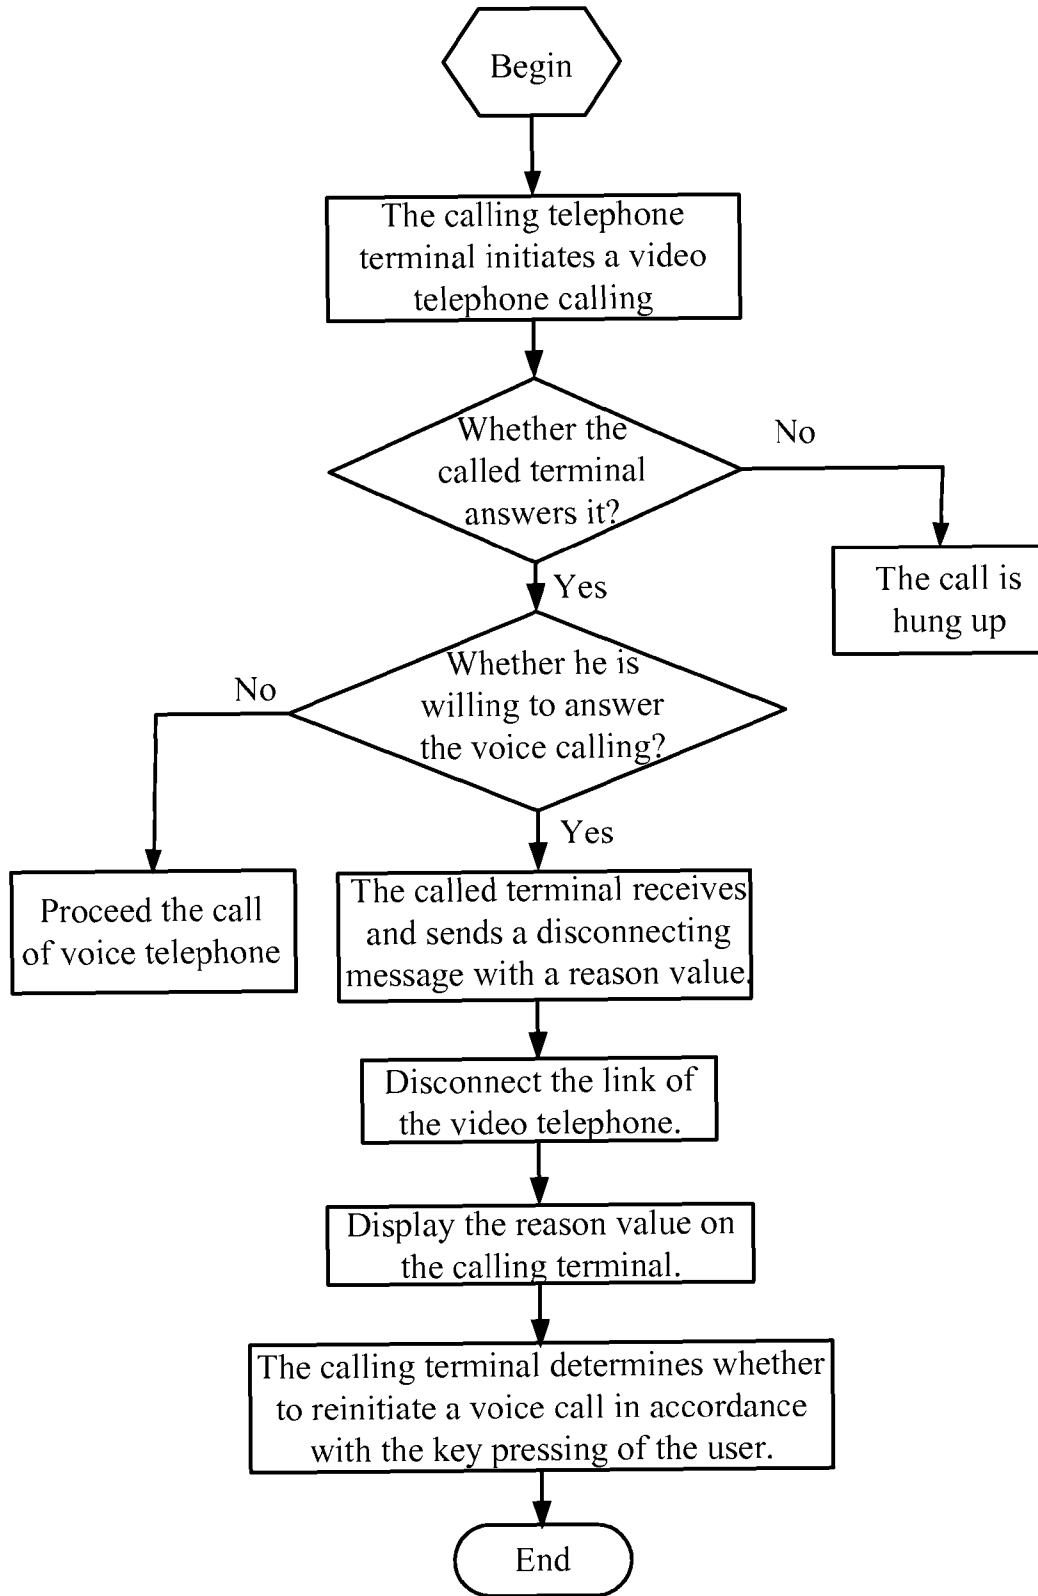 Begin
The calling telephone
terminal initiates a video
telephone calling
Whether the
called terminal
answers it?
No
The call is
hung up
Yes
Whether he is
willing to answer
the voice calling?
No
Yes
Proceed the call
of voice telephone
The called terminal receives
and sends a disconnecting
message with a reason value.
Disconnect the link of
the video telephone.
Display the reason value on
the calling terminal.
The calling terminal determines whether
to reinitiate a voice call in accordance
with the key pressing of the user.
End